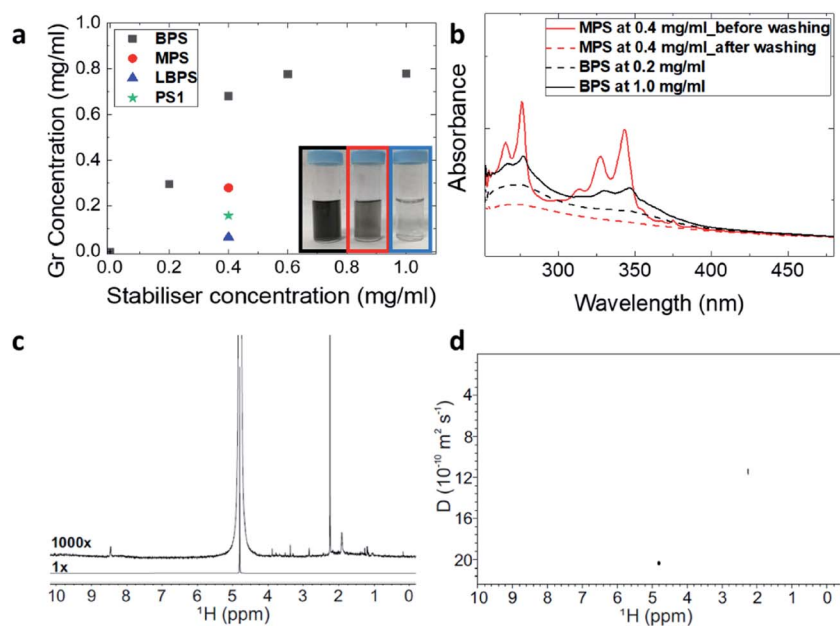 a
BPS
MPS
LBPS
PS1
1.0
0.8
0.6
0.4
0.2
0.0
0.0 0.2 0.4 0.6 0.8 1.0
Gr Concentration (mg/ml)
Stabiliser concentration (mg/ml)
b
MPS at 0.4 mg/ml_before washing
MPS at 0.4 mg/ml_after washing
BPS at 0.2 mg/ml
BPS at 1.0 mg/ml
Absorbance
300 350 400 450
Wavelength (nm)
c
1000x
1x
10 9 8 7 6 5 4 3 2 1 0
¹H (ppm)
d
4
8
12
16
20
D (10⁻¹⁰ m² s⁻¹)
10 9 8 7 6 5 4 3 2 1 0
¹H (ppm)